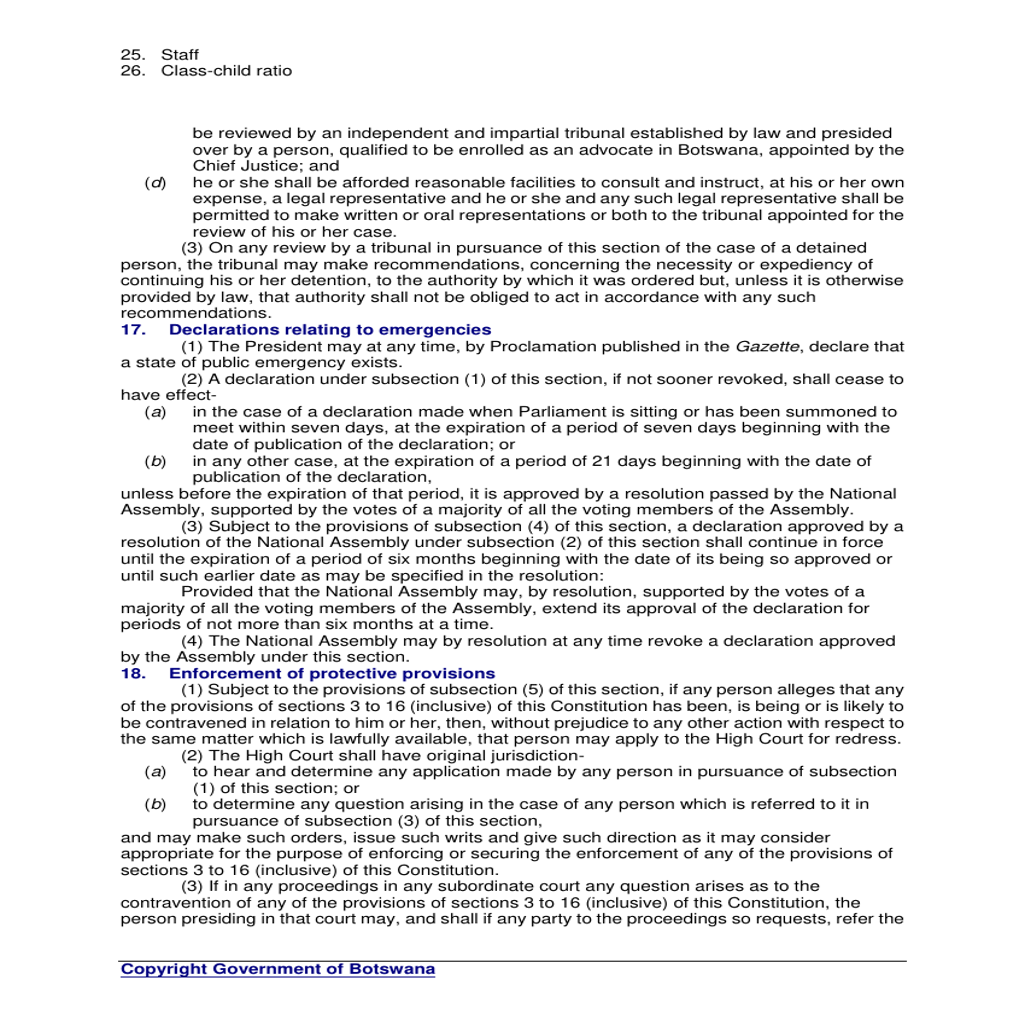 25. Staff
26. Class-child ratio
be reviewed by an independent and impartial tribunal established by law and presided
over by a person, qualified to be enrolled as an advocate in Botswana, appointed by the
Chief Justice; and
(d) he or she shall be afforded reasonable facilities to consult and instruct, at his or her own
expense, a legal representative and he or she and any such legal representative shall be
permitted to make written or oral representations or both to the tribunal appointed for the
review of his or her case.
(3) On any review by a tribunal in pursuance of this section of the case of a detained
person, the tribunal may make recommendations, concerning the necessity or expediency of
continuing his or her detention, to the authority by which it was ordered but, unless it is otherwise
provided by law, that authority shall not be obliged to act in accordance with any such
recommendations.
17. Declarations relating to emergencies
(1) The President may at any time, by Proclamation published in the Gazette, declare that
a state of public emergency exists.
(2) A declaration under subsection (1) of this section, if not sooner revoked, shall cease to
have effect-
(a) in the case of a declaration made when Parliament is sitting or has been summoned to
meet within seven days, at the expiration of a period of seven days beginning with the
date of publication of the declaration; or
(b) in any other case, at the expiration of a period of 21 days beginning with the date of
publication of the declaration,
unless before the expiration of that period, it is approved by a resolution passed by the National
Assembly, supported by the votes of a majority of all the voting members of the Assembly.
(3) Subject to the provisions of subsection (4) of this section, a declaration approved by a
resolution of the National Assembly under subsection (2) of this section shall continue in force
until the expiration of a period of six months beginning with the date of its being so approved or
until such earlier date as may be specified in the resolution:
Provided that the National Assembly may, by resolution, supported by the votes of a
majority of all the voting members of the Assembly, extend its approval of the declaration for
periods of not more than six months at a time.
(4) The National Assembly may by resolution at any time revoke a declaration approved
by the Assembly under this section.
18. Enforcement of protective provisions
(1) Subject to the provisions of subsection (5) of this section, if any person alleges that any
of the provisions of sections 3 to 16 (inclusive) of this Constitution has been, is being or is likely to
be contravened in relation to him or her, then, without prejudice to any other action with respect to
the same matter which is lawfully available, that person may apply to the High Court for redress.
(2) The High Court shall have original jurisdiction-
(a) to hear and determine any application made by any person in pursuance of subsection
(1) of this section; or
(b) to determine any question arising in the case of any person which is referred to it in
pursuance of subsection (3) of this section,
and may make such orders, issue such writs and give such direction as it may consider
appropriate for the purpose of enforcing or securing the enforcement of any of the provisions of
sections 3 to 16 (inclusive) of this Constitution.
(3) If in any proceedings in any subordinate court any question arises as to the
contravention of any of the provisions of sections 3 to 16 (inclusive) of this Constitution, the
person presiding in that court may, and shall if any party to the proceedings so requests, refer the
Copyright Government of Botswana